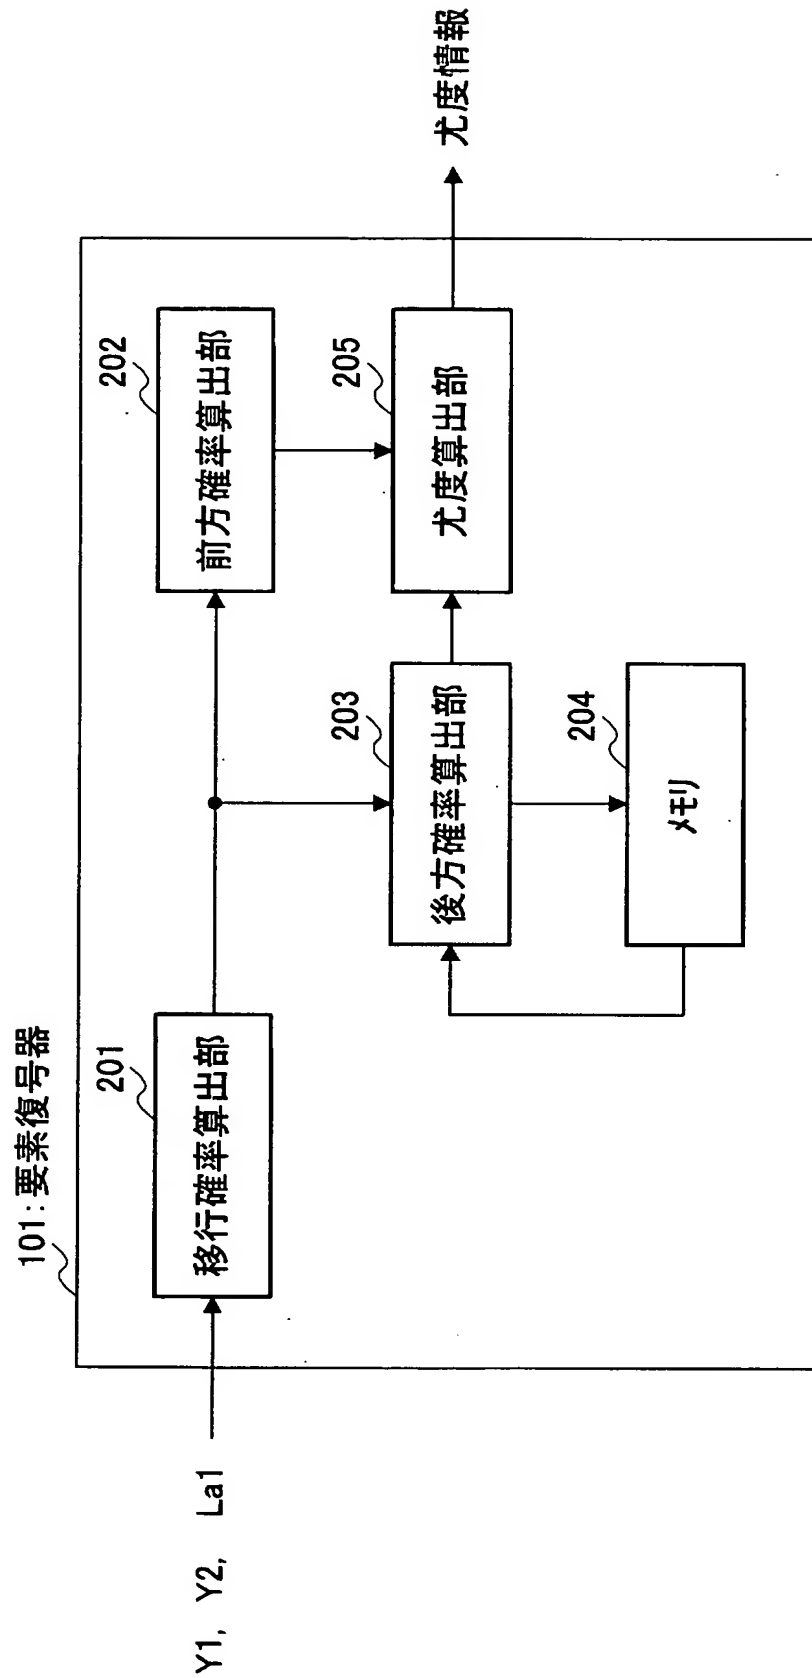 101:要素復号器
Y1, Y2, La1
201
移行確率算出部
202
前方確率算出部
203
後方確率算出部
204
メモリ
205
尤度算出部
尤度情報